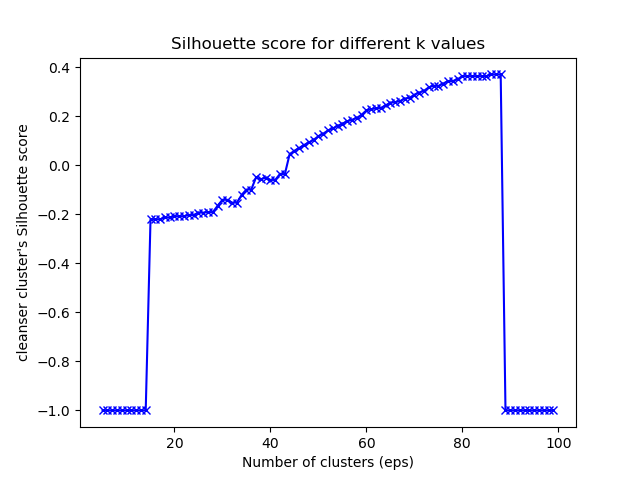 Silhouette score for different k values
cleanser cluster's Silhouette score
0.4
0.2
0.0
−0.2
−0.4
−0.6
−0.8
−1.0
20 40 60 80 100
Number of clusters (eps)